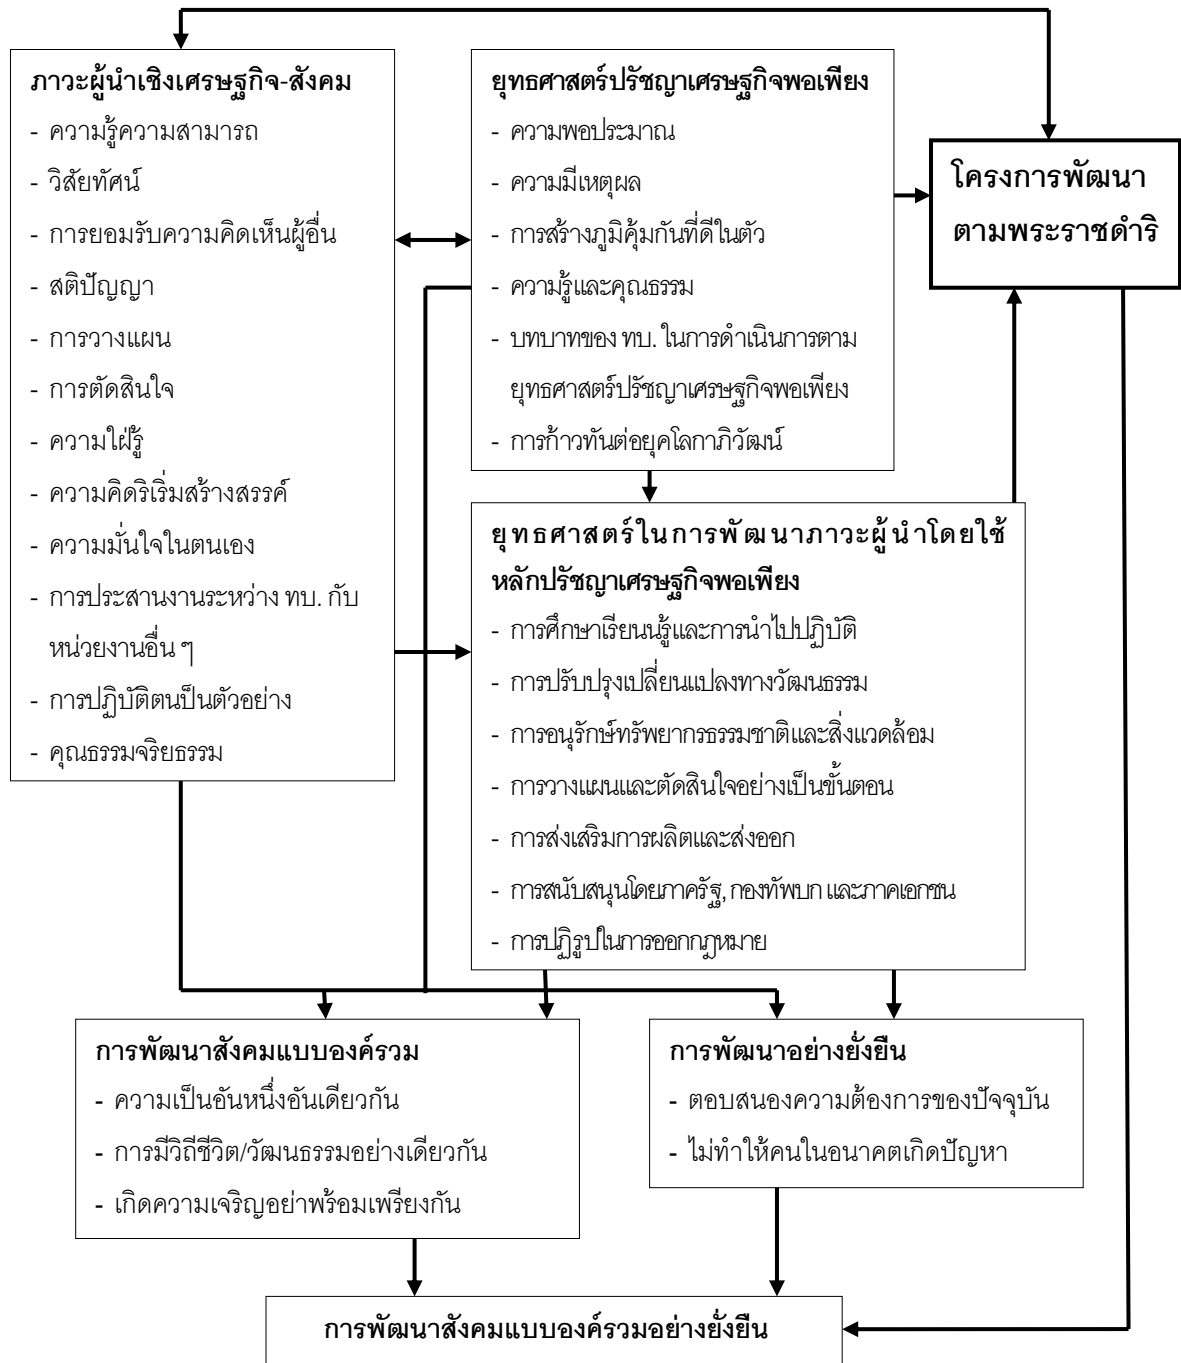 ภาวะผู้นำเชิงเศรษฐกิจ-สังคม
- ความรู้ความสามารถ
- วิสัยทัศน์
- การยอมรับความคิดเห็นผู้อื่น
- สติปัญญา
- การวางแผน
- การตัดสินใจ
- ความใฝ่รู้
- ความคิดริเริ่มสร้างสรรค์
- ความมั่นใจในตนเอง
- การประสานงานระหว่าง ทบ. กับ
หน่วยงานอื่น ๆ
- การปฏิบัติตนเป็นตัวอย่าง
- คุณธรรมจริยธรรม
ยุทธศาสตร์ปรัชญาเศรษฐกิจพอเพียง
- ความพอประมาณ
- ความมีเหตุผล
- การสร้างภูมิคุ้มกันที่ดีในตัว
- ความรู้และคุณธรรม
- บทบาทของ ทบ. ในการดำเนินการตาม
ยุทธศาสตร์ปรัชญาเศรษฐกิจพอเพียง
- การก้าวทันต่อยุคโลกาภิวัฒน์
โครงการพัฒนา
ตามพระราชดำริ
ยุทธศาสตร์ในการพัฒนาภาวะผู้นำโดยใช้
หลักปรัชญาเศรษฐกิจพอเพียง
- การศึกษาเรียนนรู้และการนำไปปฏิบัติ
- การปรับปรุงเปลี่ยนแปลงทางวัฒนธรรม
- การอนุรักษ์ทรัพยากรธรรมชาติและสิ่งแวดล้อม
- การวางแผนและตัดสินใจอย่างเป็นขั้นตอน
- การส่งเสริมการผลิตและส่งออก
- การสนับสนุนโดยภาครัฐ, กองทัพบก และภาคเอกชน
- การปฏิรูปในการออกกฎหมาย
การพัฒนาสังคมแบบองค์รวม
- ความเป็นอันหนึ่งอันเดียวกัน
- การมีวิถีชีวิต/วัฒนธรรมอย่างเดียวกัน
- เกิดความเจริญอย่าพร้อมเพรียงกัน
การพัฒนาอย่างยั่งยืน
- ตอบสนองความต้องการของปัจจุบัน
- ไม่ทำให้คนในอนาคตเกิดปัญหา
การพัฒนาสังคมแบบองค์รวมอย่างยั่งยืน